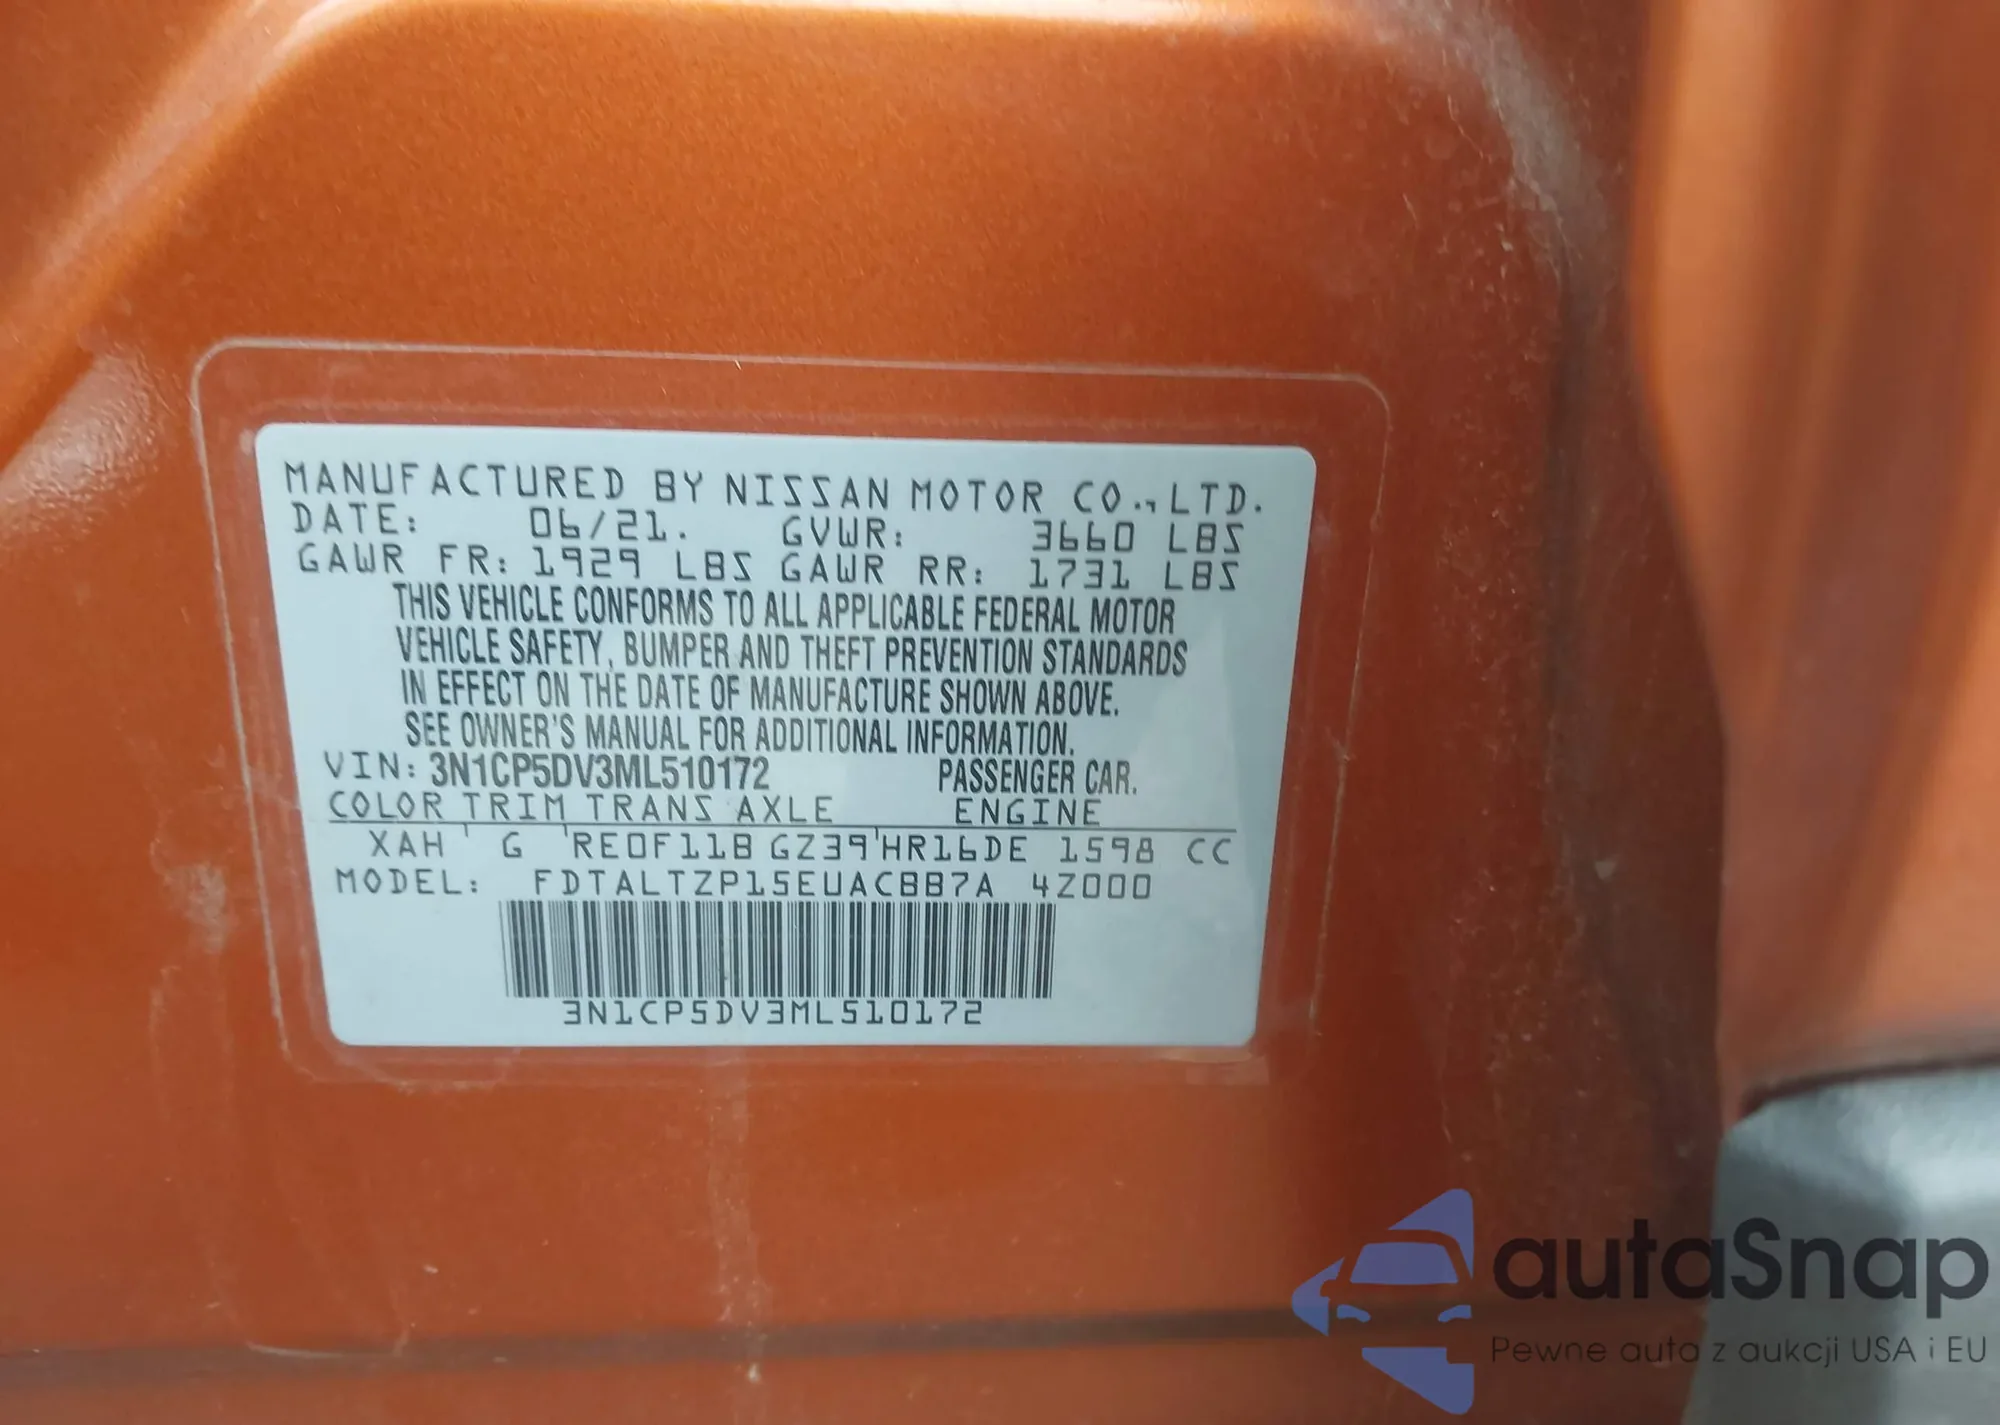 MANUFACTURED BY NISSAN MOTOR CO.,LTD.
DATE: 06/21. GVWR: 3660 LBS
GAWR FR: 1929 LBS GAWR RR: 1731 LBS
THIS VEHICLE CONFORMS TO ALL APPLICABLE FEDERAL MOTOR
VEHICLE SAFETY, BUMPER AND THEFT PREVENTION STANDARDS
IN EFFECT ON THE DATE OF MANUFACTURE SHOWN ABOVE.
SEE OWNER'S MANUAL FOR ADDITIONAL INFORMATION.
VIN: 3N1CP5DV3ML510172 PASSENGER CAR.
COLOR TRIM TRANS AXLE ENGINE
XAH ' G ' RE0F11B GZ39 ' HR16DE 1598 CC
MODEL: FDTALTZP15EUACBB7A 4Z000
3N1CP5DV3ML510172
autaSnap
Pewne auta z aukcji USA i EU